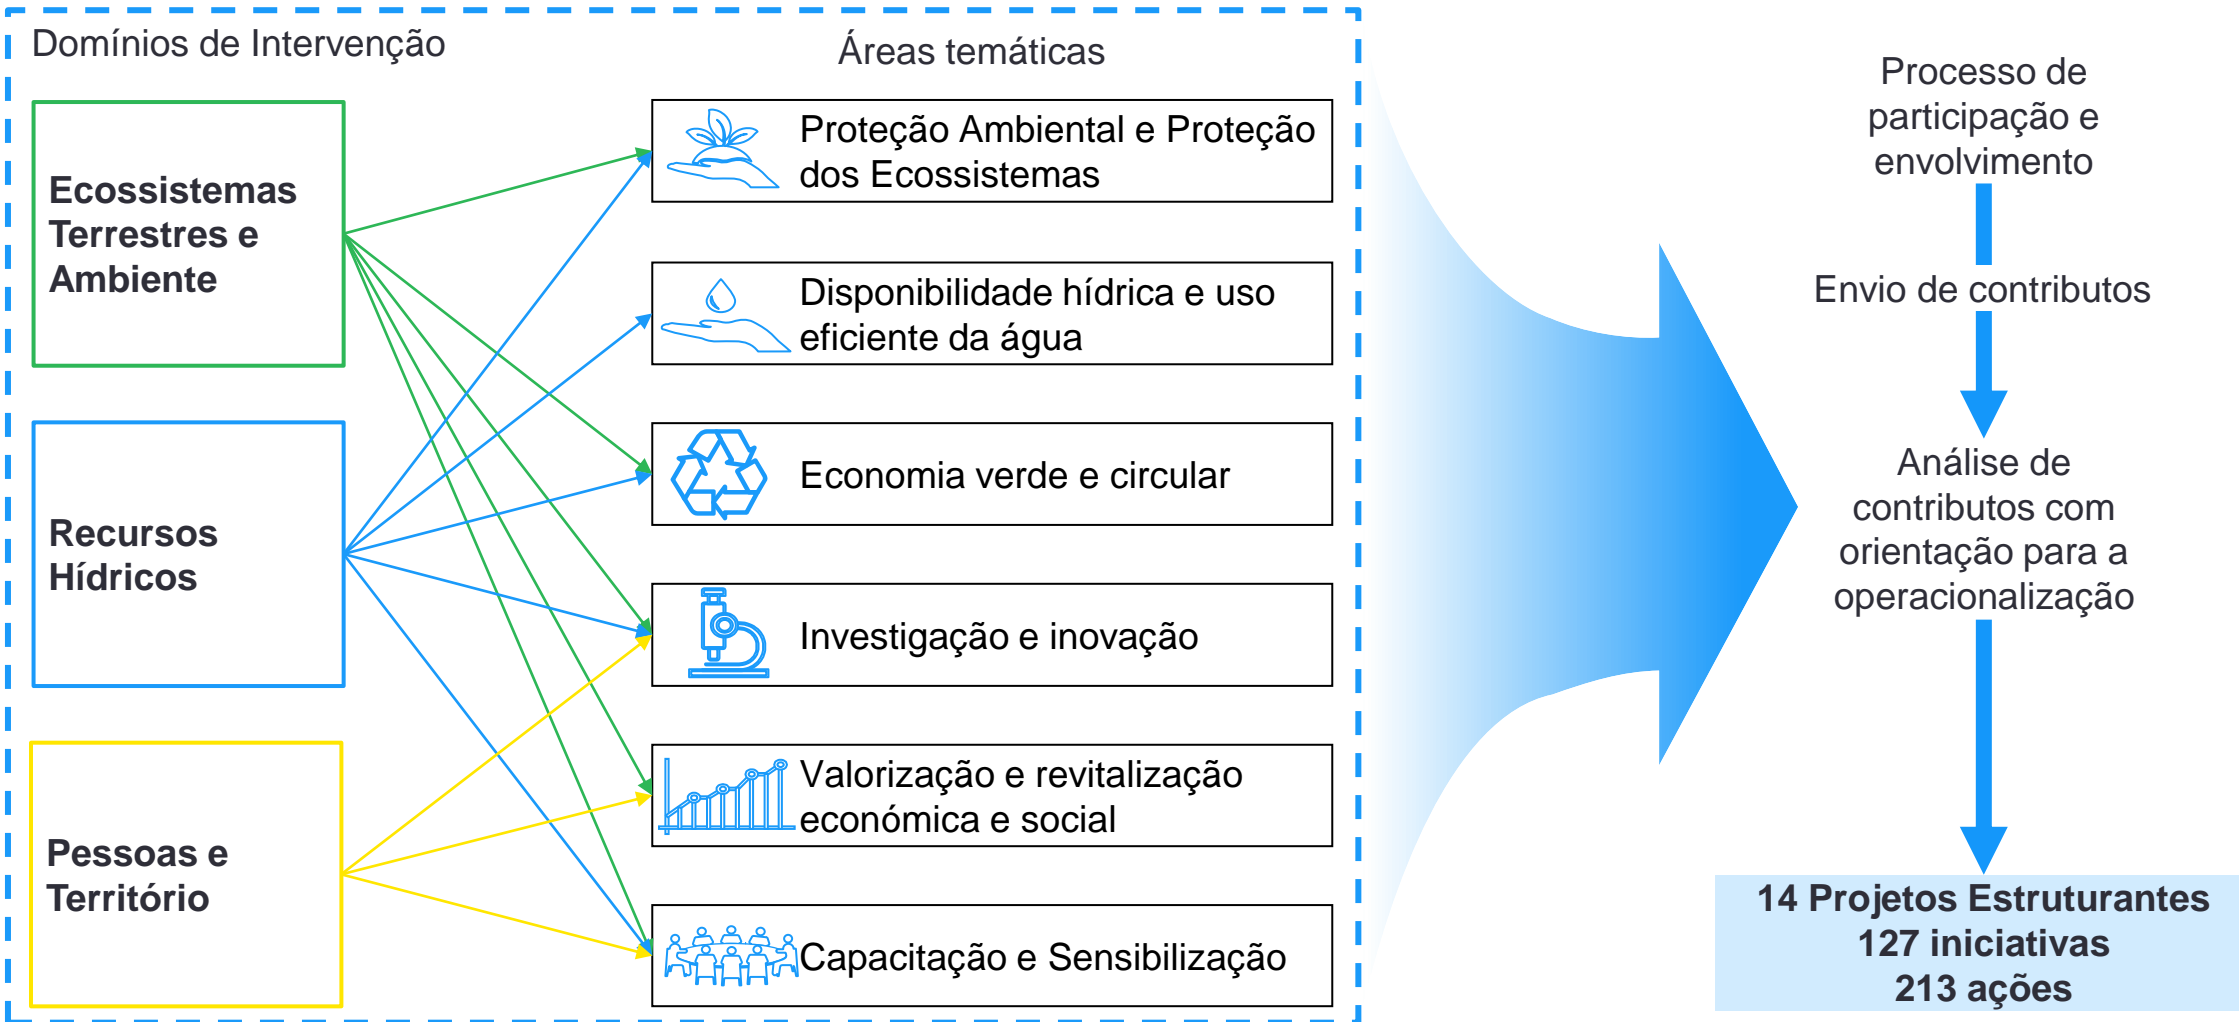 Domínios de Intervenção
Áreas temáticas
Ecossistemas
Terrestres e
Ambiente
Recursos
Hídricos
Pessoas e
Território
Proteção Ambiental e Proteção
dos Ecossistemas
Disponibilidade hídrica e uso
eficiente da água
Economia verde e circular
Investigação e inovação
Valorização e revitalização
económica e social
Capacitação e Sensibilização
Processo de
participação e
envolvimento
Envio de contributos
Análise de
contributos com
orientação para a
operacionalização
14 Projetos Estruturantes
127 iniciativas
213 ações